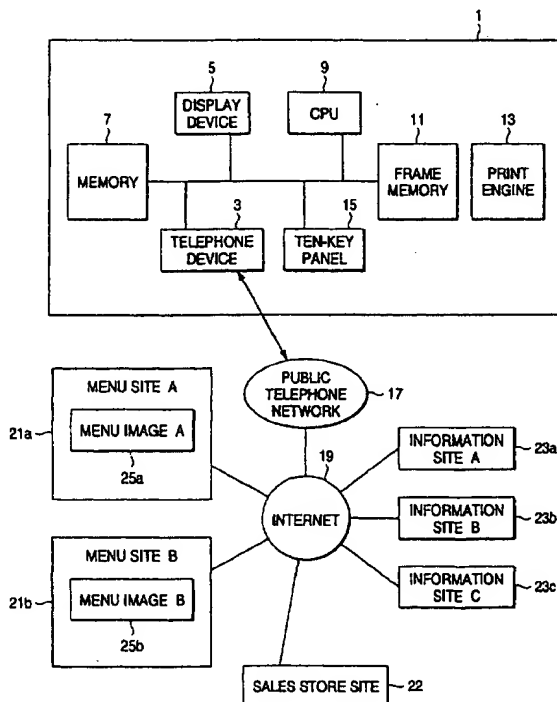 1
5
DISPLAY
DEVICE
9
CPU
7
MEMORY
11
FRAME
MEMORY
13
PRINT
ENGINE
3
TELEPHONE
DEVICE
15
TEN-KEY
PANEL
PUBLIC
TELEPHONE
NETWORK
17
MENU SITE A
MENU IMAGE A
21a
25a
19
INTERNET
INFORMATION
SITE A
23a
INFORMATION
SITE B
23b
INFORMATION
SITE C
23c
MENU SITE B
MENU IMAGE B
21b
25b
SALES STORE SITE
22